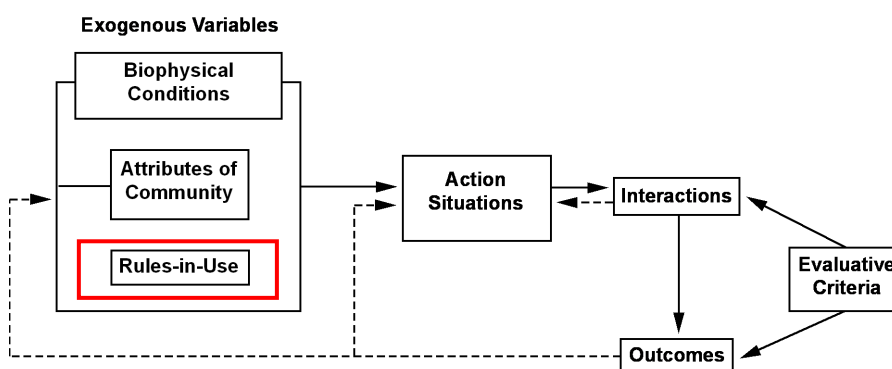 Exogenous Variables
Biophysical
Conditions
Attributes of
Community
Rules-in-Use
Action
Situations
Interactions
Evaluative
Criteria
Outcomes